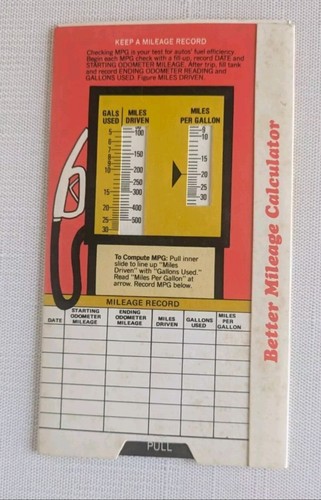 KEEP A MILEAGE RECORD
Checking MPG is your test for autos' fuel efficiency.
Begin each MPG check with a fill up, record DATE and
STARTING ODOMETER MILEAGE. After trip, fill tank
and record ENDING ODOMETER READING and
GALLONS USED. Figure MILES DRIVEN.
GALS USED
MILES DRIVEN
MILES PER GALLON
5
10
15
20
25
30
100
150
200
300
400
500
10
15
20
25
30
To Compute MPG: Pull inner
slide to line up "Miles
Driven" with "Gallons Used."
Read "Miles Per Gallon" at
arrow. Record MPG below.
MILEAGE RECORD
DATE
STARTING ODOMETER MILEAGE
ENDING ODOMETER MILEAGE
MILES DRIVEN
GALLONS USED
MILES PER GALLON
PULL
Better Mileage Calculator